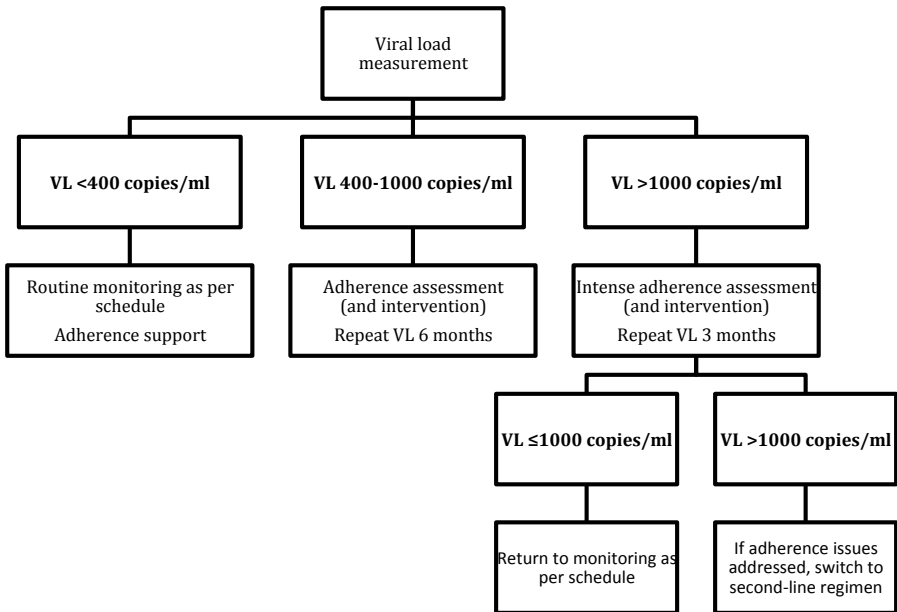 Viral load
measurement
VL <400 copies/ml
VL 400-1000 copies/ml
VL >1000 copies/ml
Routine monitoring as per
schedule
Adherence support
Adherence assessment
(and intervention)
Repeat VL 6 months
Intense adherence assessment
(and intervention)
Repeat VL 3 months
VL ≤1000 copies/ml
VL >1000 copies/ml
Return to monitoring as
per schedule
If adherence issues
addressed, switch to
second-line regimen